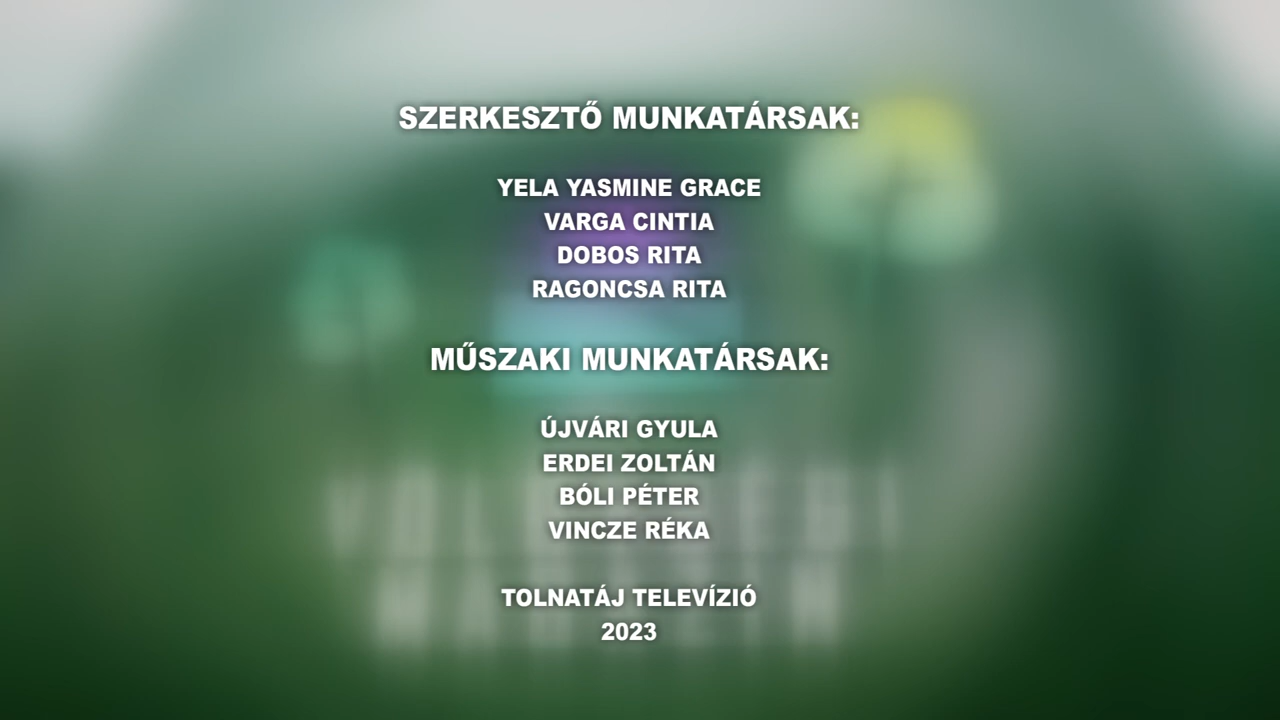 SZERKESZTŐ MUNKATÁRSAK:
YELA YASMINE GRACE
VARGA CINTIA
DOBOS RITA
RAGONCSA RITA
MŰSZAKI MUNKATÁRSAK:
ÚJVÁRI GYULA
ERDEI ZOLTÁN
BÓLI PÉTER
VINCZE RÉKA
TOLNATÁJ TELEVÍZIÓ
2023